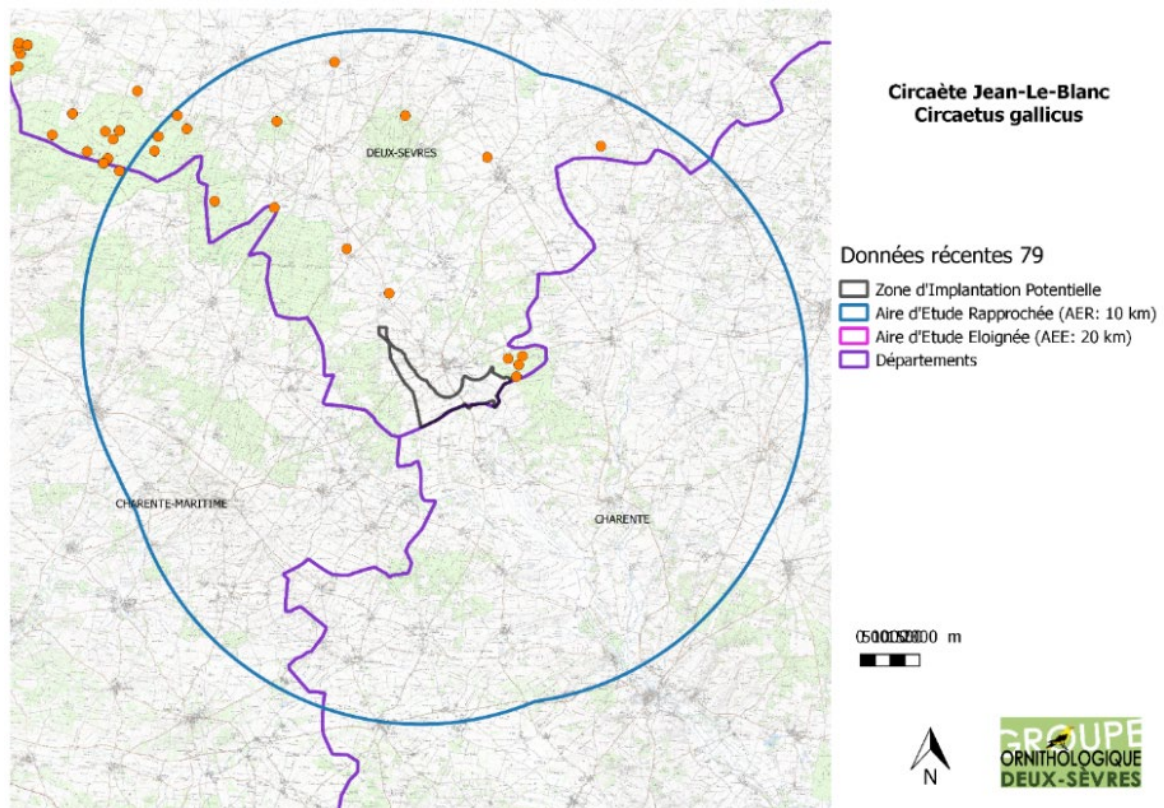 Circaète Jean-Le-Blanc
Circaetus gallicus
DEUX-SEVRES
Données récentes 79
Zone d'Implantation Potentielle
Aire d'Etude Rapprochée (AER: 10 km)
Aire d'Etude Eloignée (AEE: 20 km)
Départements
CHARENTE-MARITIME
CHARENTE
m
N
GROUPE
ORNITHOLOGIQUE
DEUX-SÈVRES